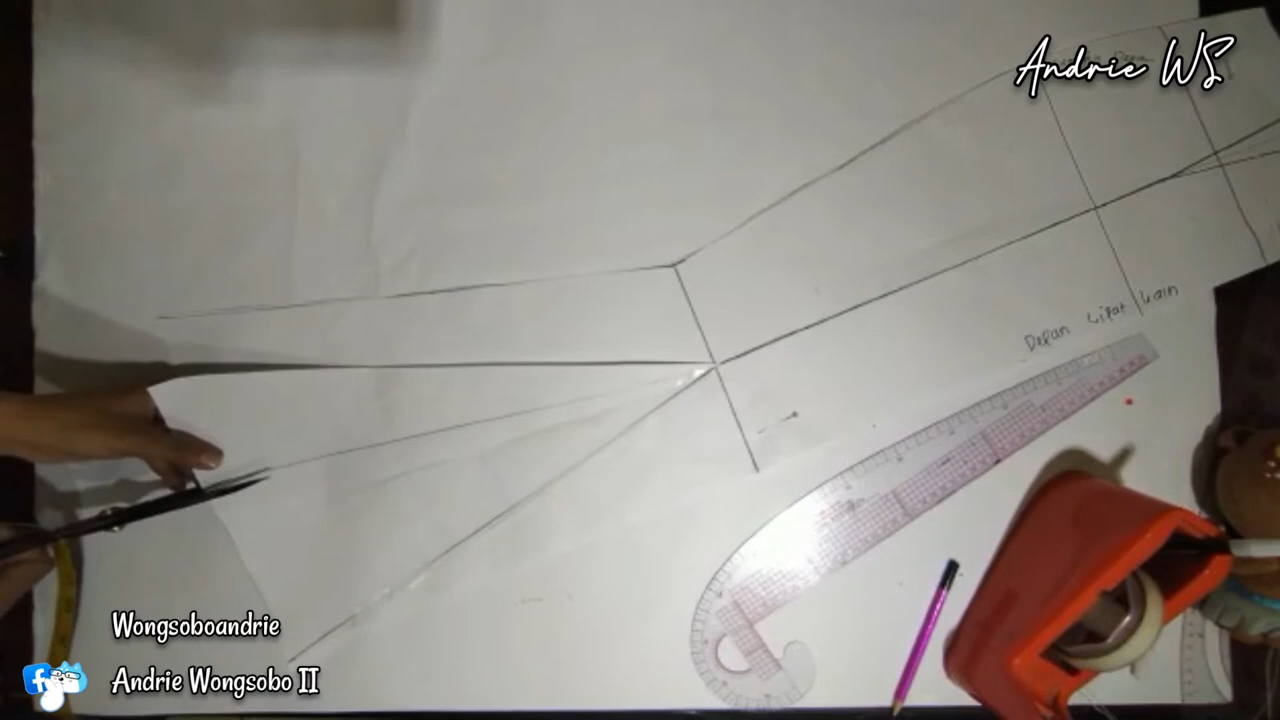 Andrie WS
Depan Lipat kain
Wongsoboandrie
Andrie Wongsobo II